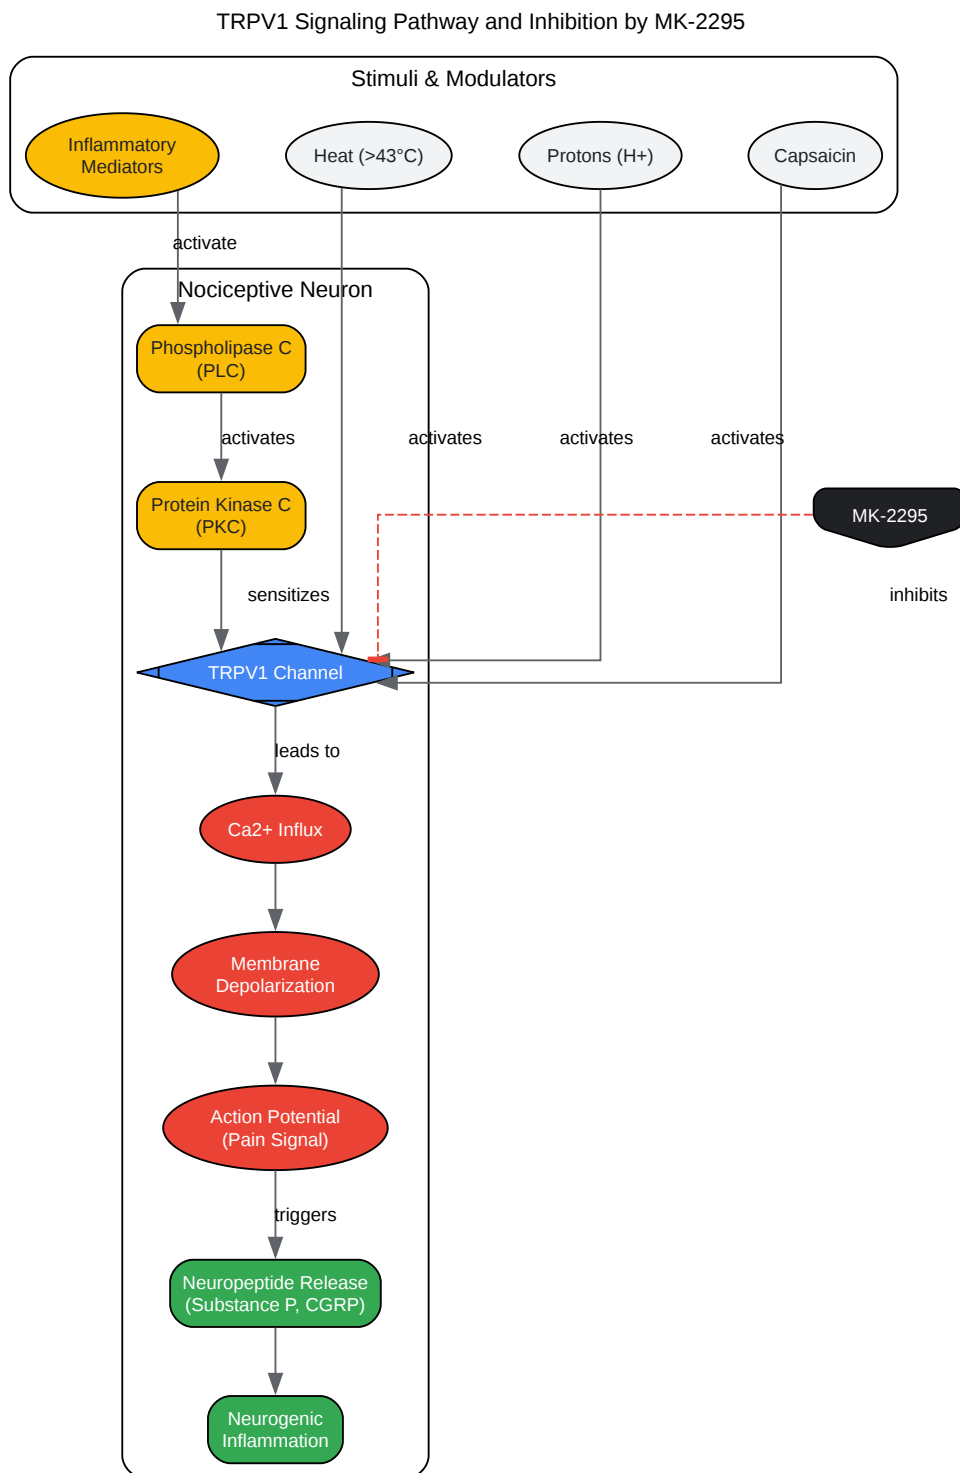 TRPV1 Signaling Pathway and Inhibition by MK-2295
Stimuli & Modulators
Inflammatory
Mediators
Heat (>43°C)
Protons (H+)
Capsaicin
activate
Nociceptive Neuron
Phospholipase C
(PLC)
activates
activates
activates
activates
Protein Kinase C
(PKC)
MK-2295
sensitizes
inhibits
TRPV1 Channel
leads to
Ca2+ Influx
Membrane
Depolarization
Action Potential
(Pain Signal)
triggers
Neuropeptide Release
(Substance P, CGRP)
Neurogenic
Inflammation